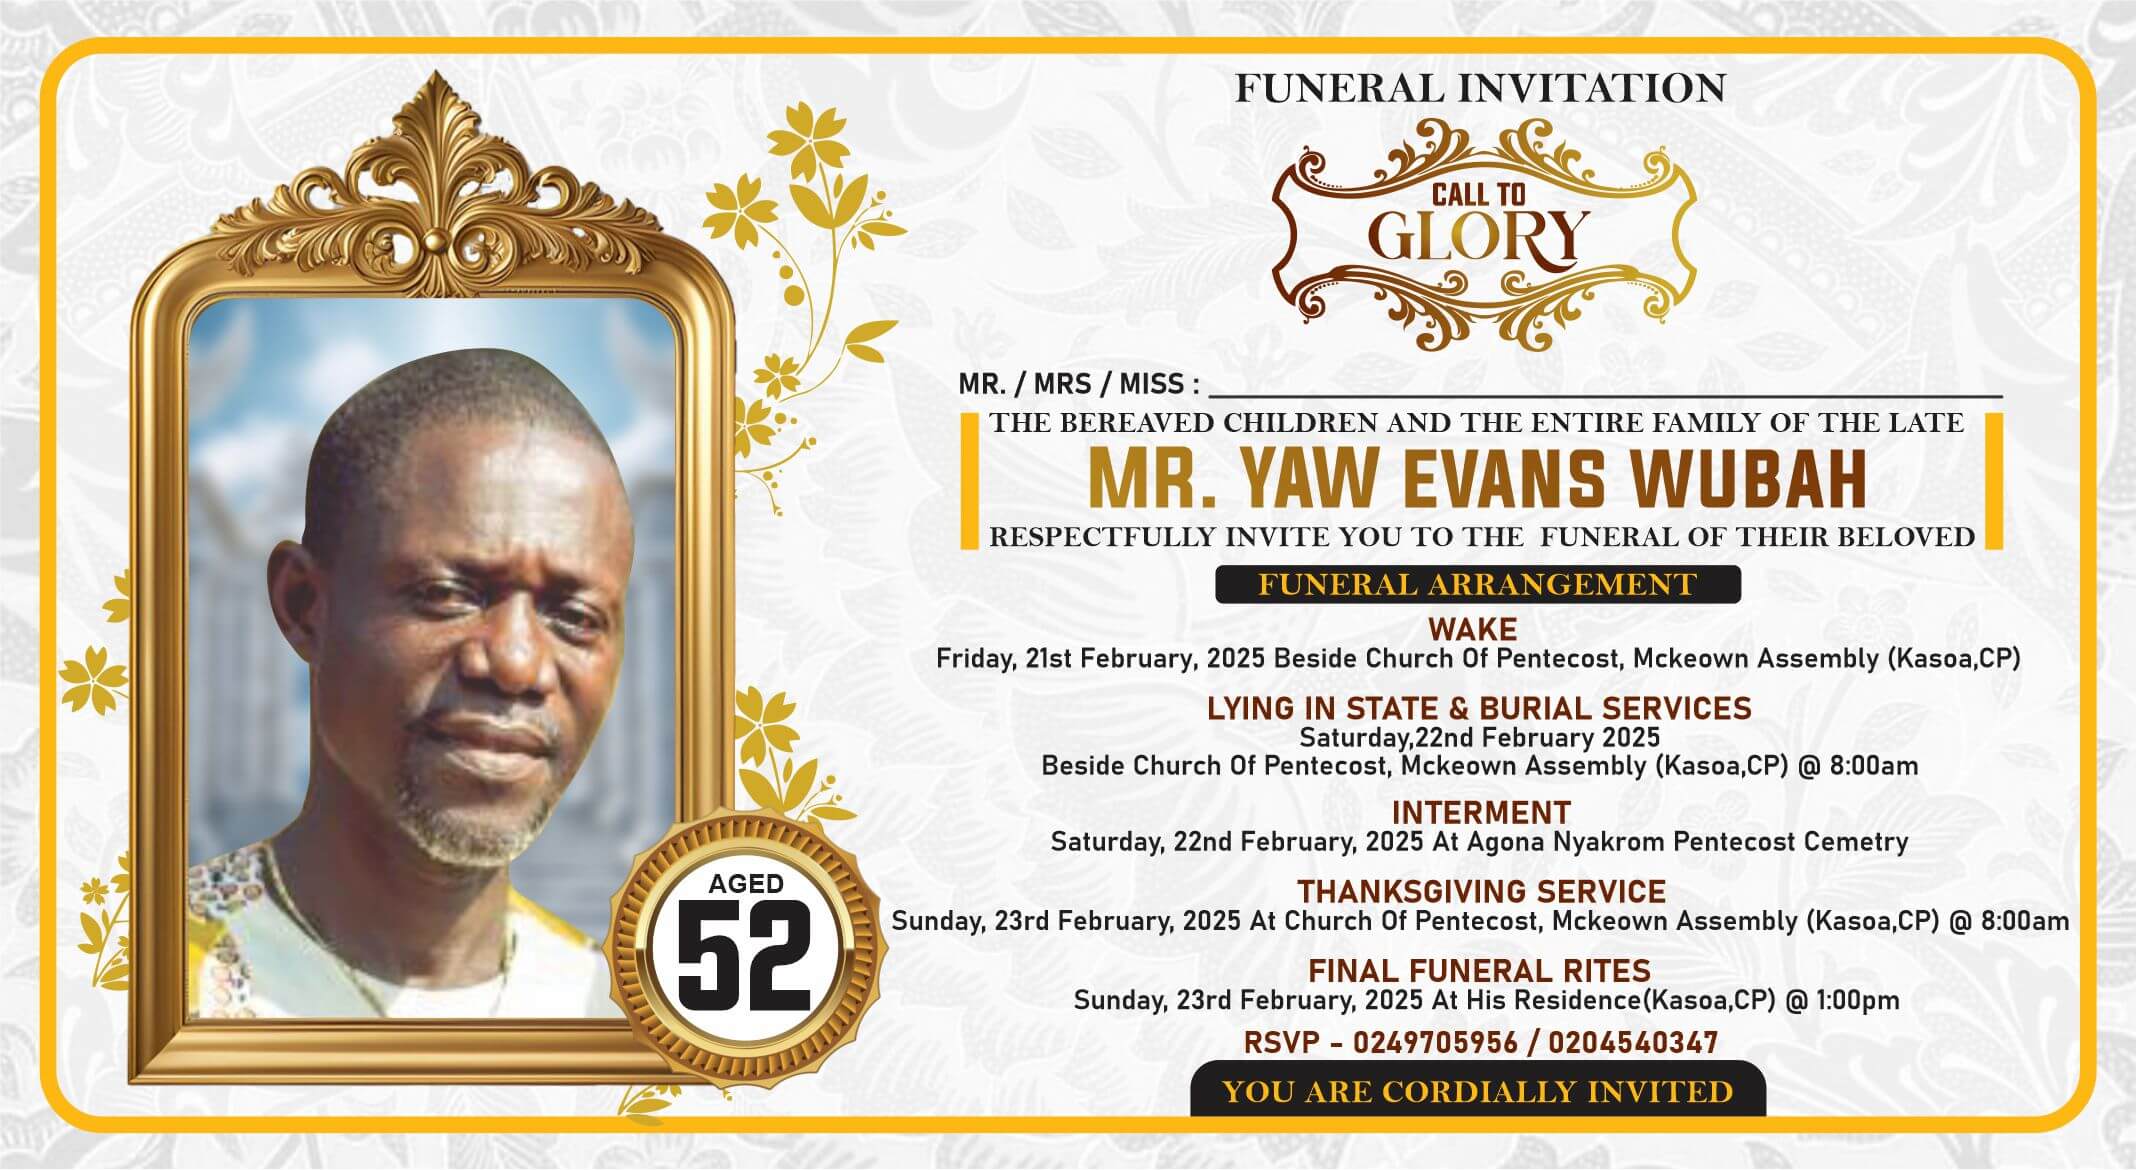 FUNERAL INVITATION
CALL TO
GLORY
MR. / MRS / MISS :
THE BEREAVED CHILDREN AND THE ENTIRE FAMILY OF THE LATE
MR. YAW EVANS WUBAH
RESPECTFULLY INVITE YOU TO THE FUNERAL OF THEIR BELOVED
FUNERAL ARRANGEMENT
WAKE
Friday, 21st February, 2025 Beside Church Of Pentecost, Mckeown Assembly (Kasoa,CP)
LYING IN STATE & BURIAL SERVICES
Saturday,22nd February 2025
Beside Church Of Pentecost, Mckeown Assembly (Kasoa,CP) @ 8:00am
INTERMENT
Saturday, 22nd February, 2025 At Agona Nyakrom Pentecost Cemetry
THANKSGIVING SERVICE
Sunday, 23rd February, 2025 At Church Of Pentecost, Mckeown Assembly (Kasoa,CP) @ 8:00am
FINAL FUNERAL RITES
Sunday, 23rd February, 2025 At His Residence(Kasoa,CP) @ 1:00pm
RSVP - 0249705956 / 0204540347
YOU ARE CORDIALLY INVITED
AGED
52